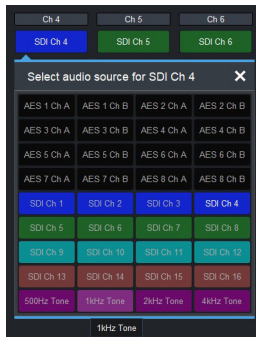 Ch 4 Ch 5 Ch 6
SDI Ch 4 SDI Ch 5 SDI Ch 6
Select audio source for SDI Ch 4 ×
AES 1 Ch A AES 1 Ch B AES 2 Ch A AES 2 Ch B
AES 3 Ch A AES 3 Ch B AES 4 Ch A AES 4 Ch B
AES 5 Ch A AES 5 Ch B AES 6 Ch A AES 6 Ch B
AES 7 Ch A AES 7 Ch B AES 8 Ch A AES 8 Ch B
SDI Ch 1 SDI Ch 2 SDI Ch 3 SDI Ch 4
SDI Ch 5 SDI Ch 6 SDI Ch 7 SDI Ch 8
SDI Ch 9 SDI Ch 10 SDI Ch 11 SDI Ch 12
SDI Ch 13 SDI Ch 14 SDI Ch 15 SDI Ch 16
500Hz Tone 1kHz Tone 2kHz Tone 4kHz Tone
1kHz Tone